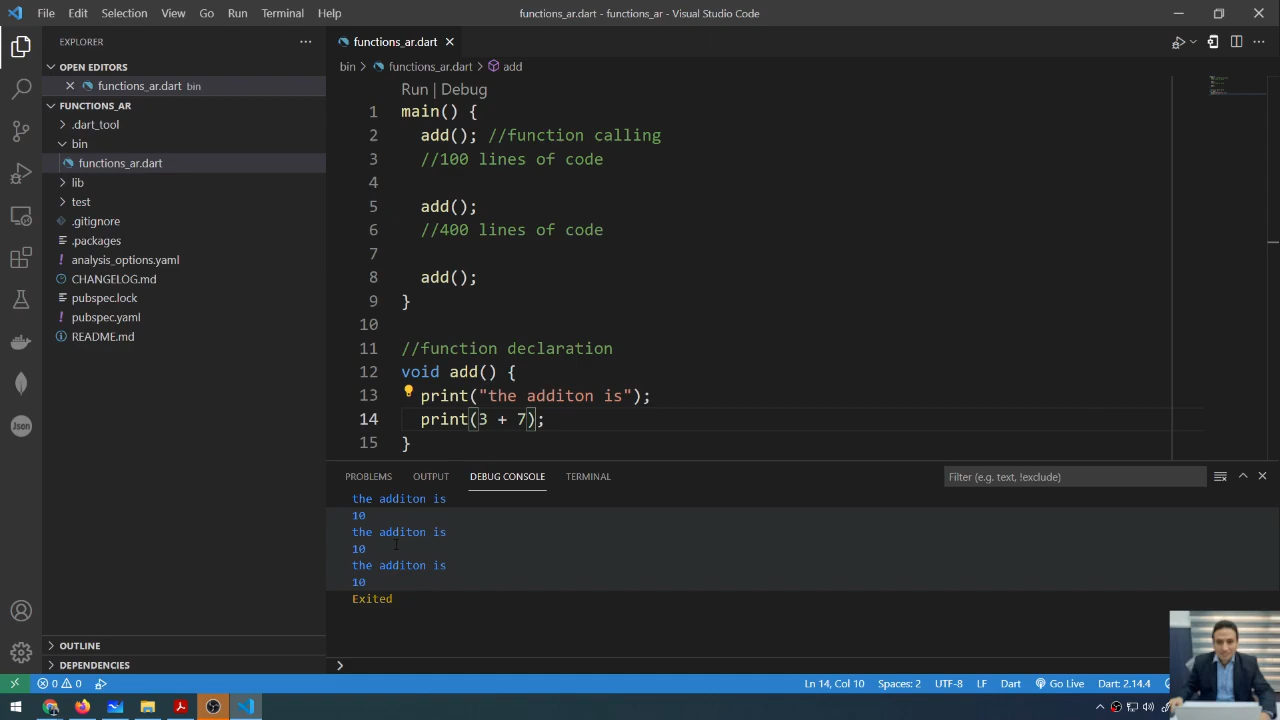 File Edit Selection View Go Run Terminal Help functions_ar.dart - functions_ar - Visual Studio Code
EXPLORER
OPEN EDITORS
functions_ar.dart bin
FUNCTIONS_AR
.dart_tool
bin
functions_ar.dart
lib
test
.gitignore
.packages
analysis_options.yaml
CHANGELOG.md
pubspec.lock
pubspec.yaml
README.md
OUTLINE
DEPENDENCIES
functions_ar.dart
bin > functions_ar.dart > add
Run | Debug
1 main() {
2 add(); //function calling
3 //100 lines of code
4
5 add();
6 //400 lines of code
7
8 add();
9 }
10
11 //function declaration
12 void add() {
13 print("the additon is");
14 print(3 + 7);
15 }
PROBLEMS OUTPUT DEBUG CONSOLE TERMINAL Filter (e.g. text, !exclude)
the additon is
10
the additon is
10
the additon is
10
Exited
0 0 Ln 14, Col 10 Spaces: 2 UTF-8 LF Dart Go Live Dart: 2.14.4